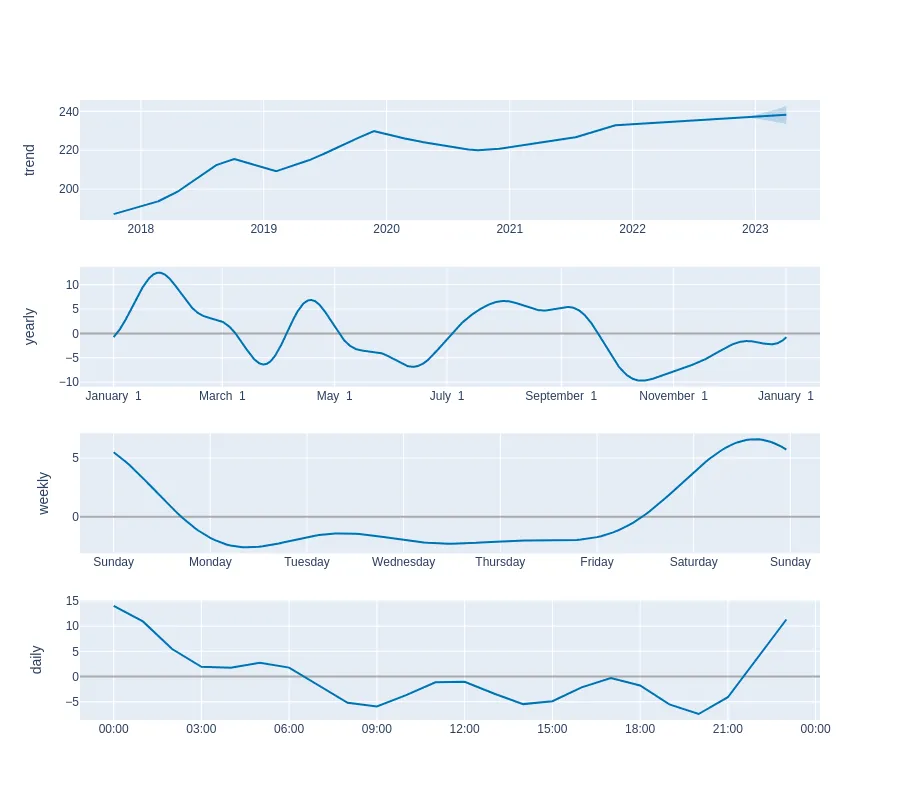 trend
240
220
200
2018 2019 2020 2021 2022 2023
yearly
10
5
0
−5
−10
January 1 March 1 May 1 July 1 September 1 November 1 January 1
weekly
5
0
Sunday Monday Tuesday Wednesday Thursday Friday Saturday Sunday
daily
15
10
5
0
−5
00:00 03:00 06:00 09:00 12:00 15:00 18:00 21:00 00:00